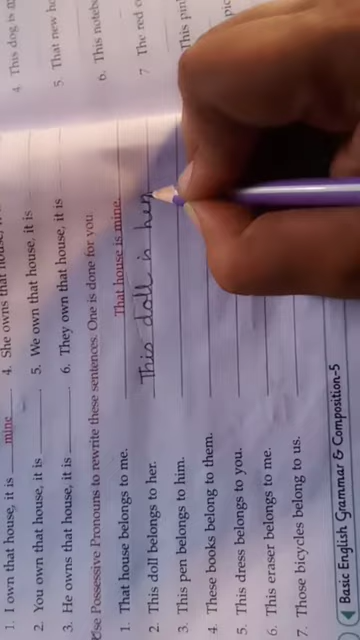 1. I own that house, it is mine
2. You own that house, it is
3. He owns that house, it is
4. She owns that house, it
5. We own that house, it is
6. They own that house, it is
4. This dog is
5. That new
6. This
7 The red
This
Use Possessive Pronouns to rewrite these sentences. One is done for you.
1. That house belongs to me. That house is mine.
2. This doll belongs to her. This doll is her
3. This pen belongs to him.
4. These books belong to them.
5. This dress belongs to you.
6. This eraser belongs to me.
7. Those bicycles belong to us.
Basic English Grammar & Composition-5